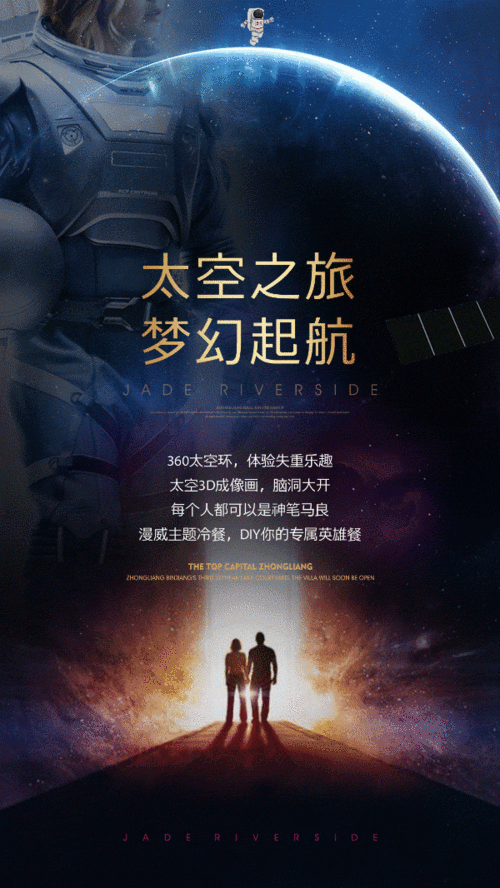 太空之旅
梦幻起航
JADE RIVERSIDE
360太空环，体验失重乐趣
太空3D成像画，脑洞大开
每个人都可以是神笔马良
漫威主题冷餐，DIY你的专属英雄餐
THE TOP CAPITAL ZHONGLIANG
JADE RIVERSIDE